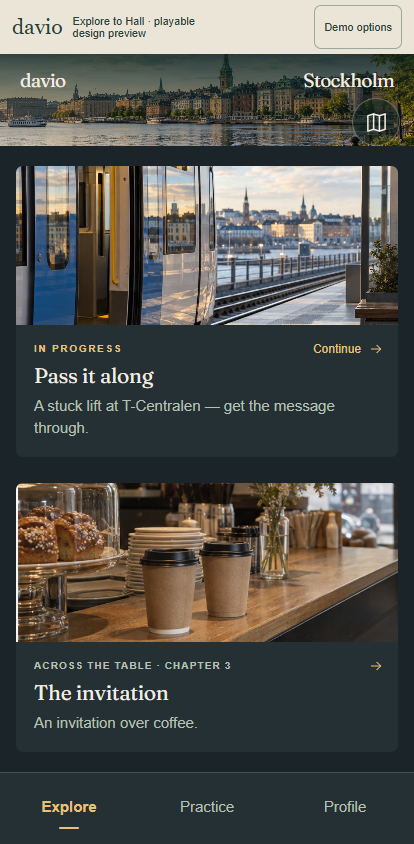 davio
Explore to Hall · playable
design preview
Demo options
davio
Stockholm
IN PROGRESS
Continue →
Pass it along
A stuck lift at T-Centralen — get the message
through.
ACROSS THE TABLE · CHAPTER 3
→
The invitation
An invitation over coffee.
Explore
Practice
Profile